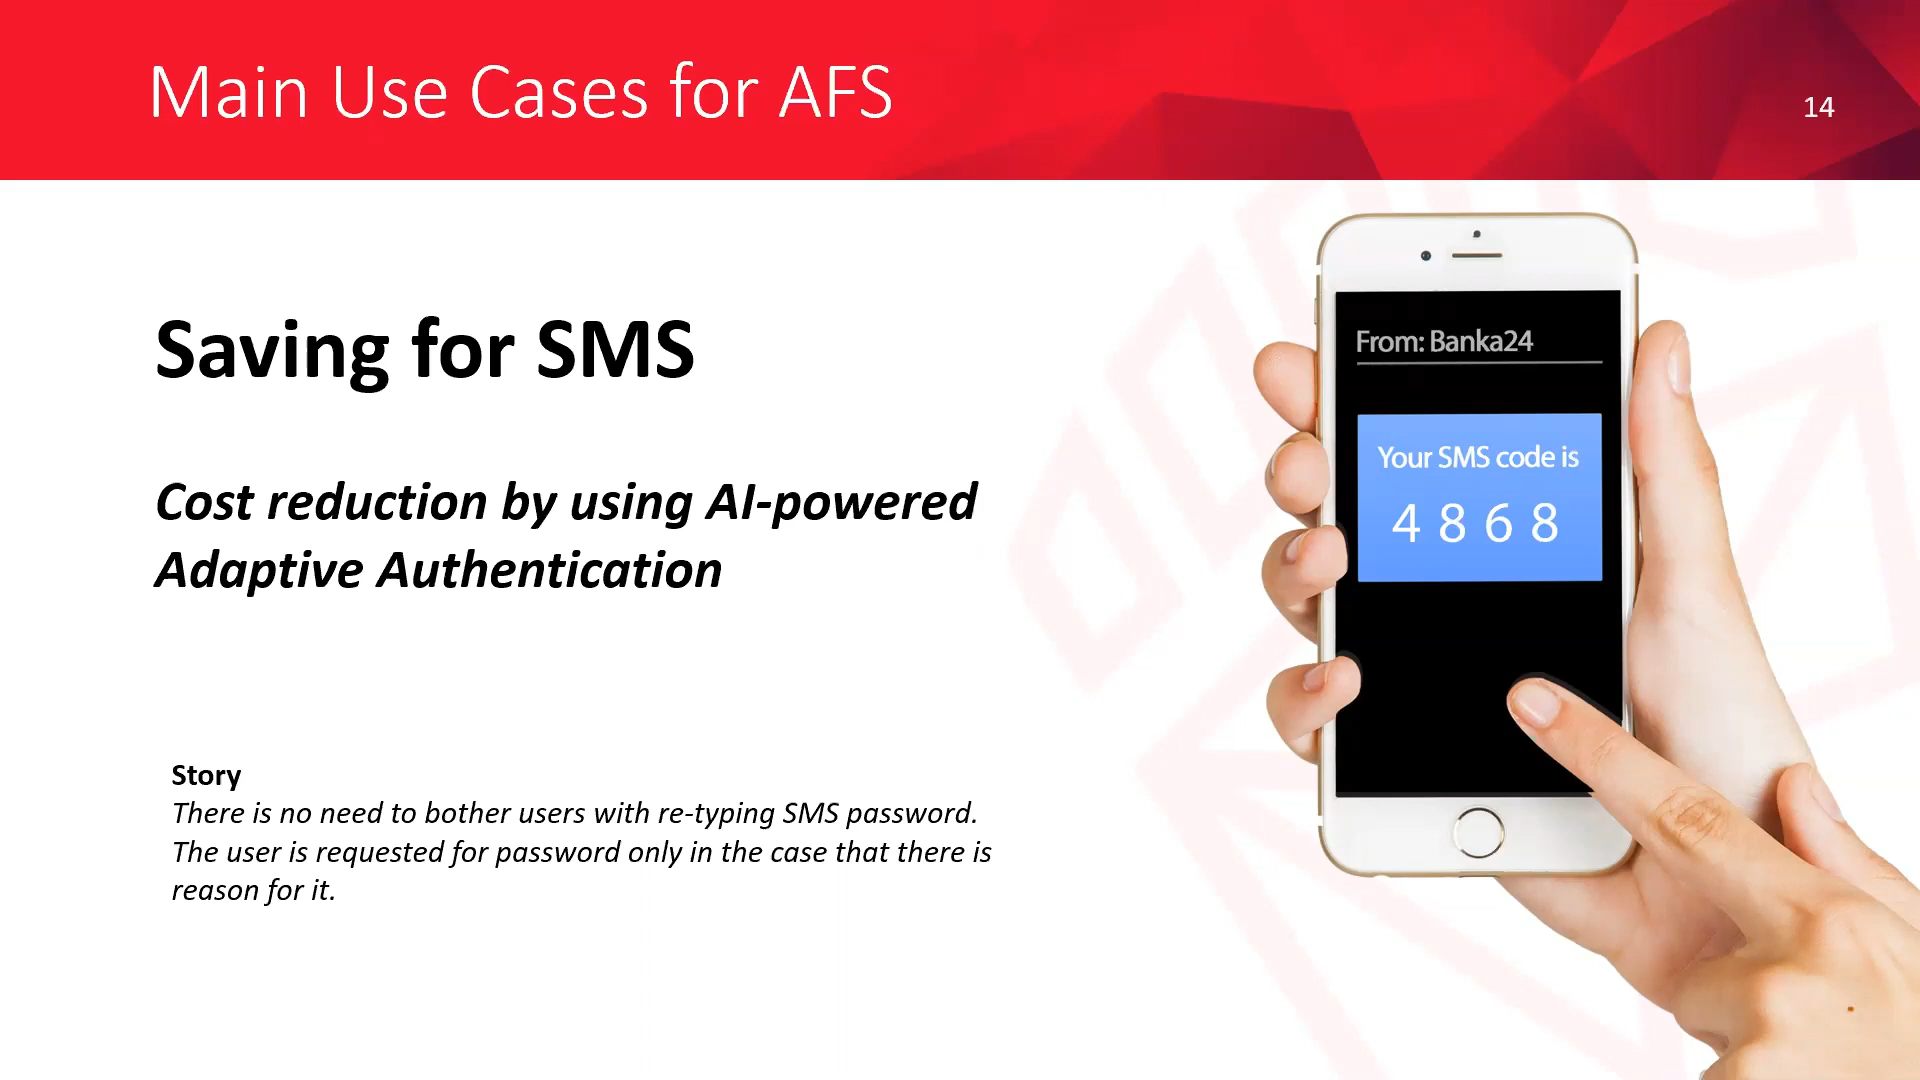 Main Use Cases for AFS
14
Saving for SMS
Cost reduction by using AI-powered
Adaptive Authentication
Story
There is no need to bother users with re-typing SMS password.
The user is requested for password only in the case that there is
reason for it.
From: Banka24
Your SMS code is
4 8 6 8